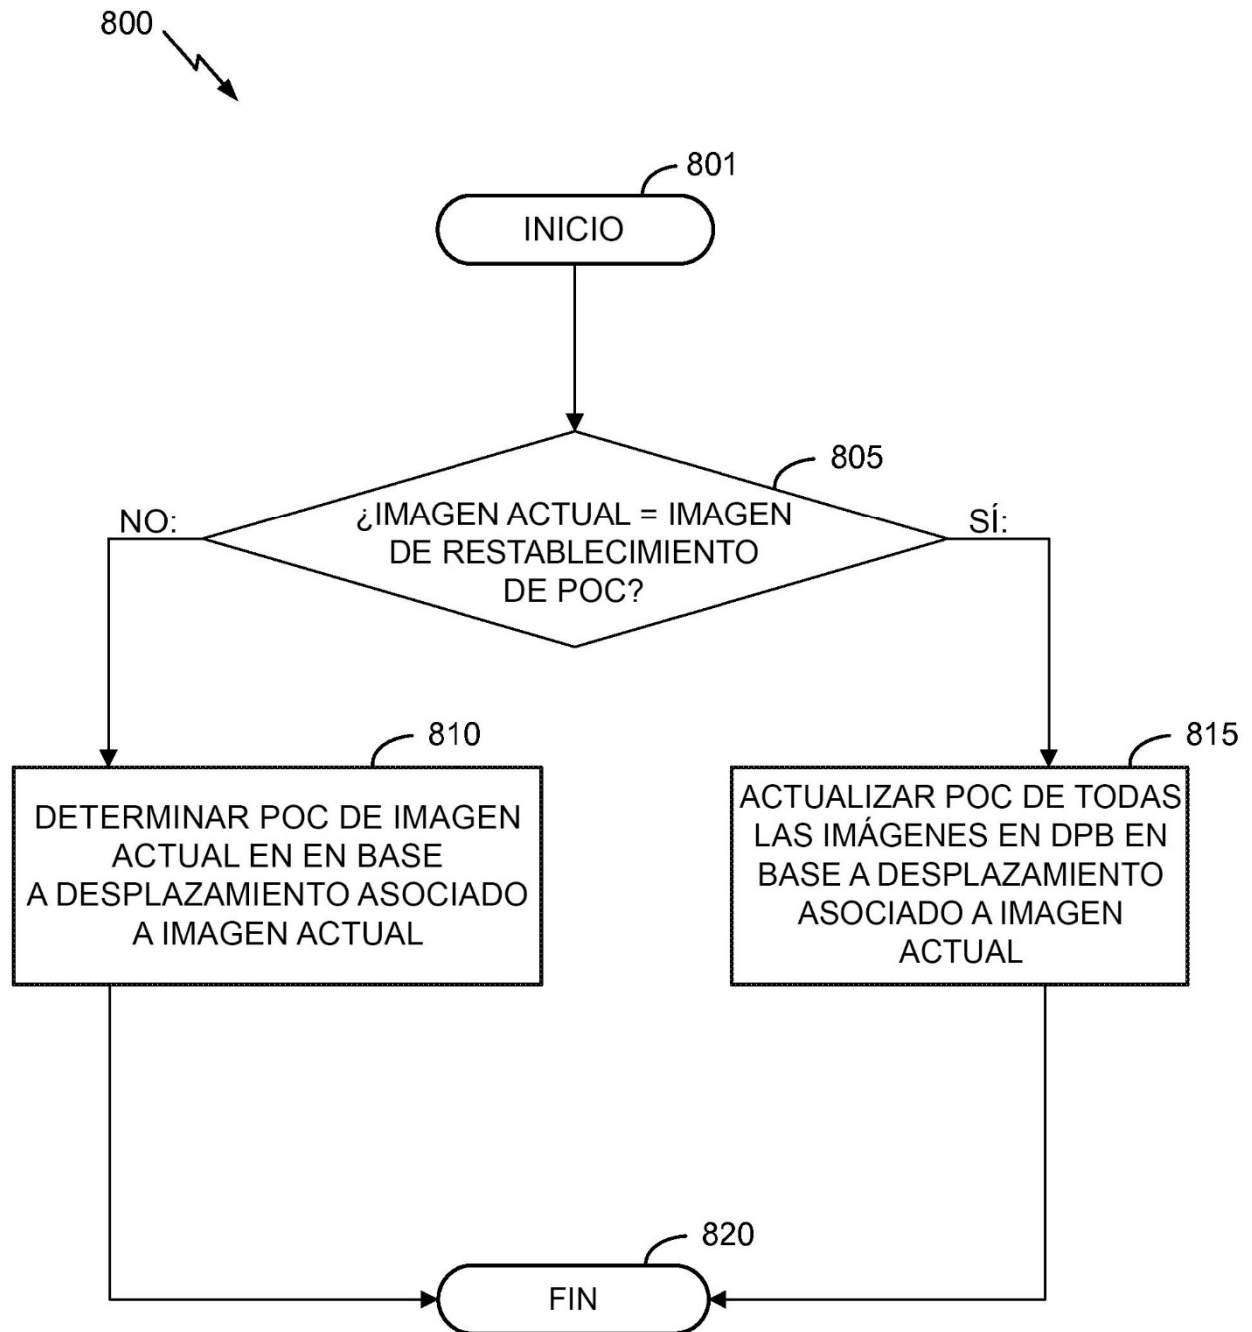 800
801
INICIO
805
NO:
¿IMAGEN ACTUAL = IMAGEN
DE RESTABLECIMIENTO
DE POC?
SÍ:
810
DETERMINAR POC DE IMAGEN
ACTUAL EN EN BASE
A DESPLAZAMIENTO ASOCIADO
A IMAGEN ACTUAL
815
ACTUALIZAR POC DE TODAS
LAS IMÁGENES EN DPB EN
BASE A DESPLAZAMIENTO
ASOCIADO A IMAGEN
ACTUAL
820
FIN